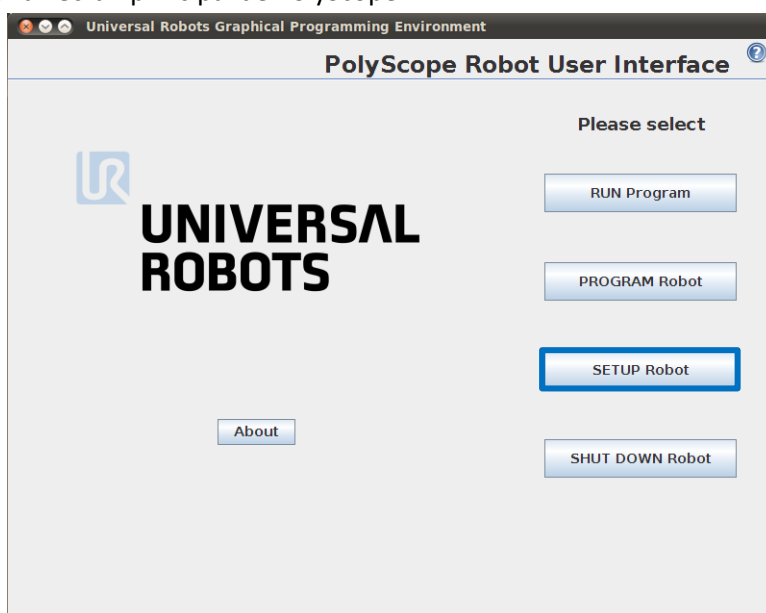 Universal Robots Graphical Programming Environment
PolyScope Robot User Interface
?
Please select
UR
UNIVERSAL
ROBOTS
RUN Program
PROGRAM Robot
SETUP Robot
About
SHUT DOWN Robot